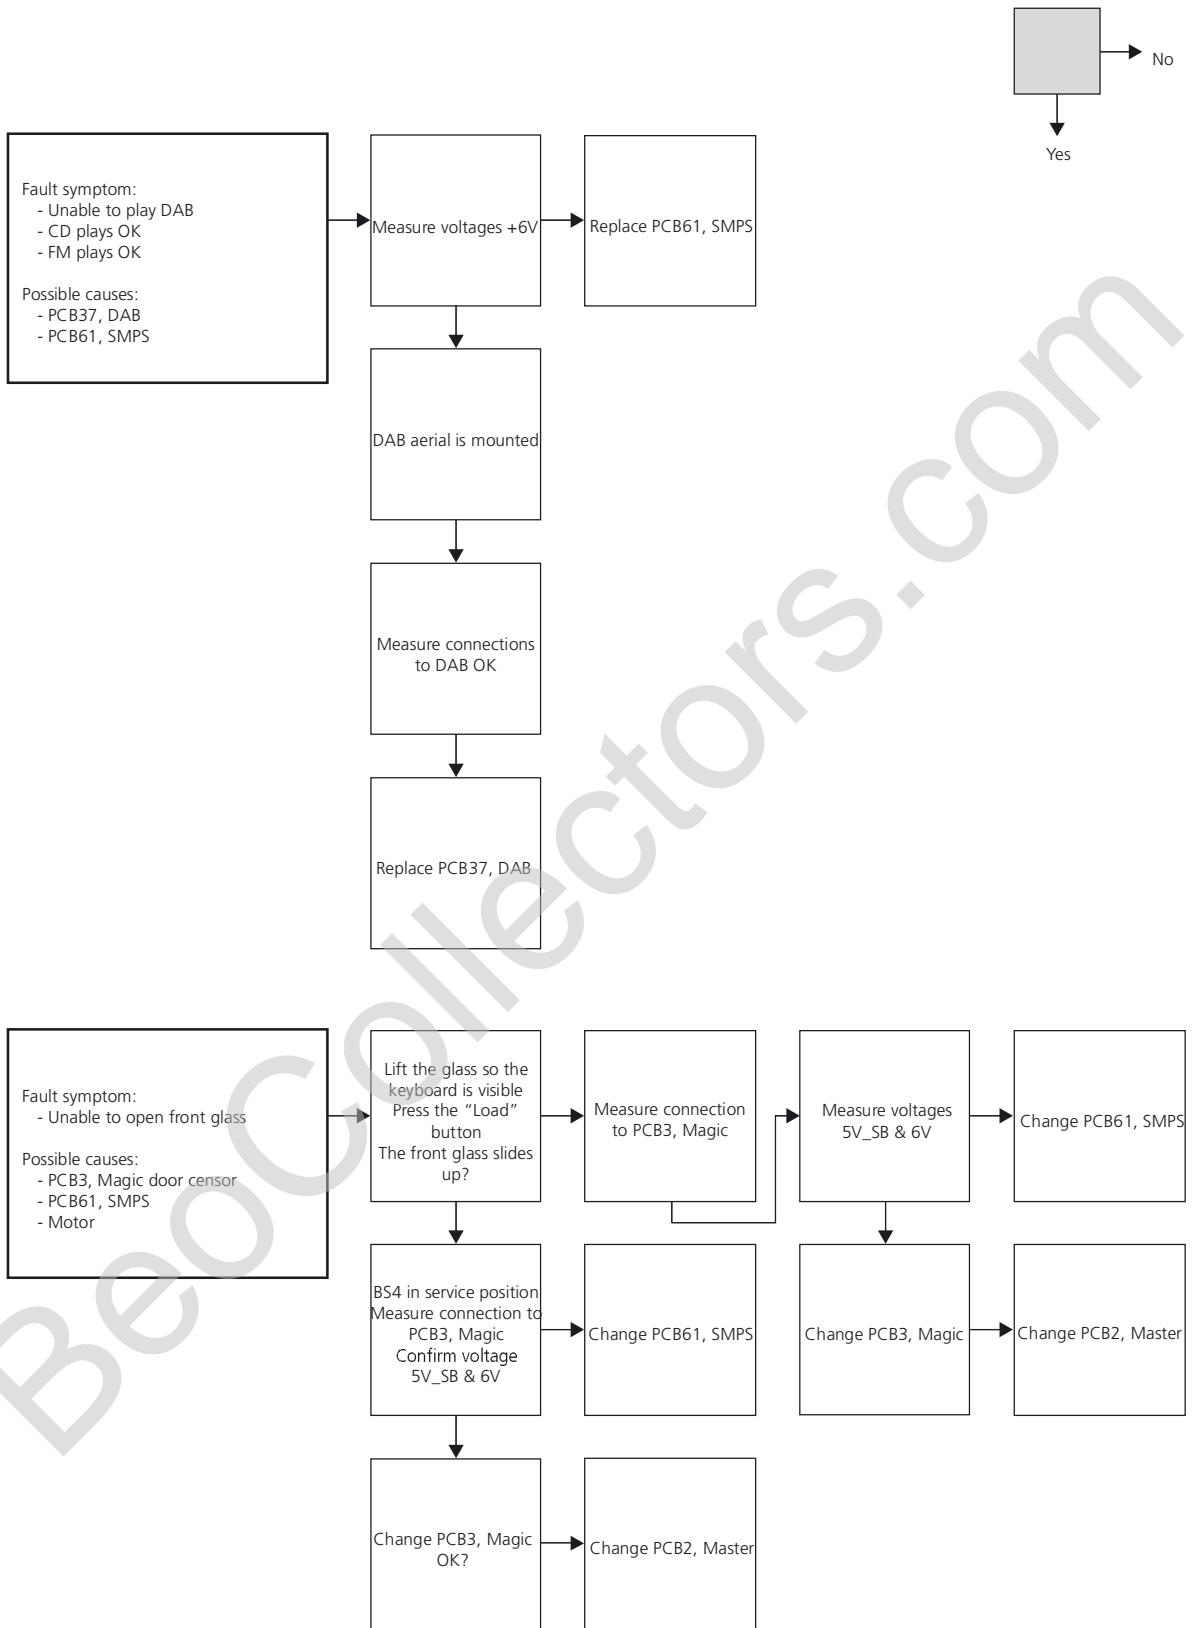 No
Yes
Fault symptom:
- Unable to play DAB
- CD plays OK
- FM plays OK
Possible causes:
- PCB37, DAB
- PCB61, SMPS
Measure voltages +6V
Replace PCB61, SMPS
DAB aerial is mounted
Measure connections
to DAB OK
Replace PCB37, DAB
Fault symptom:
- Unable to open front glass
Possible causes:
- PCB3, Magic door censor
- PCB61, SMPS
- Motor
Lift the glass so the
keyboard is visible
Press the “Load”
button
The front glass slides
up?
Measure connection
to PCB3, Magic
Measure voltages
5V_SB & 6V
Change PCB61, SMPS
BS4 in service position
Measure connection to
PCB3, Magic
Confirm voltage
5V_SB & 6V
Change PCB61, SMPS
Change PCB3, Magic
Change PCB2, Master
Change PCB3, Magic
OK?
Change PCB2, Master
BeoCollectors.com